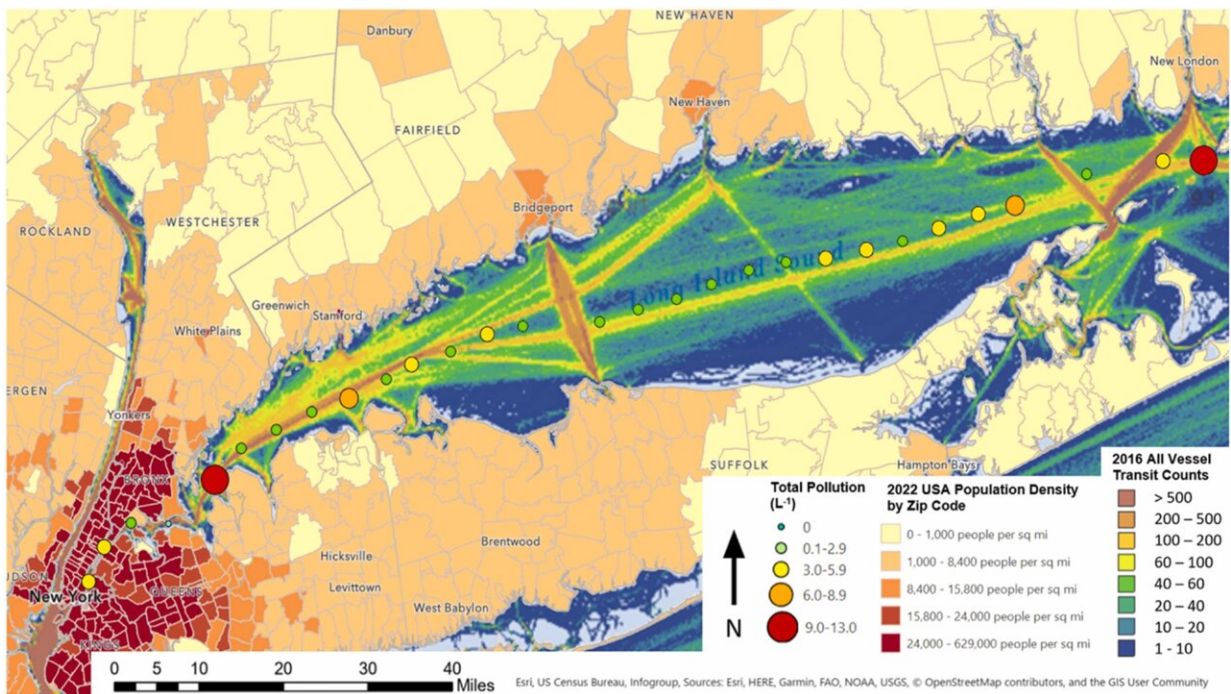 NEW HAVEN
Danbury
New London
New Haven
FAIRFIELD
WESTCHESTER
Bridgeport
ROCKLAND
93
Long Island Sound
Greenwich
Stamford
White Plains
ERGEN
Yonkers
SUFFOLK
Hampton Bays
BRONX
Hicksville
Brentwood
Levittown
UDSON
New York
QUEENS
West Babylon
KINGS
N
Total Pollution
(L-1)
0
0.1-2.9
3.0-5.9
6.0-8.9
9.0-13.0
2022 USA Population Density
by Zip Code
0 - 1,000 people per sq mi
1,000 - 8,400 people per sq mi
8,400 - 15,800 people per sq mi
15,800 - 24,000 people per sq mi
24,000 - 629,000 people per sq mi
2016 All Vessel
Transit Counts
> 500
200 – 500
100 – 200
60 – 100
40 – 60
20 – 40
10 – 20
1 - 10
0 5 10 20 30 40
Miles
Esri, US Census Bureau, Infogroup, Sources: Esri, HERE, Garmin, FAO, NOAA, USGS, © OpenStreetMap contributors, and the GIS User Community